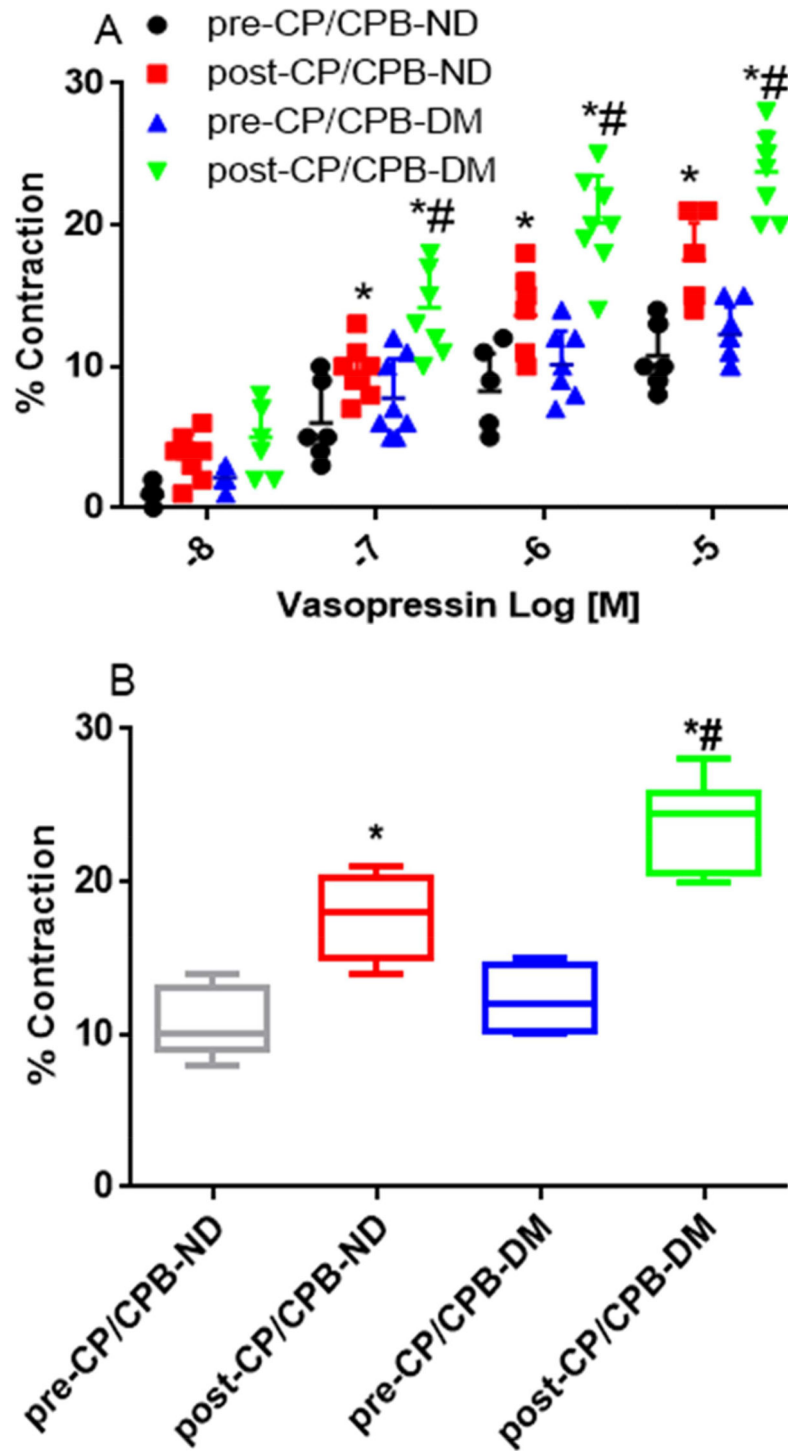 A
pre-CP/CPB-ND
post-CP/CPB-ND
pre-CP/CPB-DM
post-CP/CPB-DM
% Contraction
30
20
10
0
*
*#
*
*#
*
*#
-8
-7
-6
-5
Vasopressin Log [M]
B
% Contraction
30
20
10
0
*
*#
pre-CP/CPB-ND
post-CP/CPB-ND
pre-CP/CPB-DM
post-CP/CPB-DM